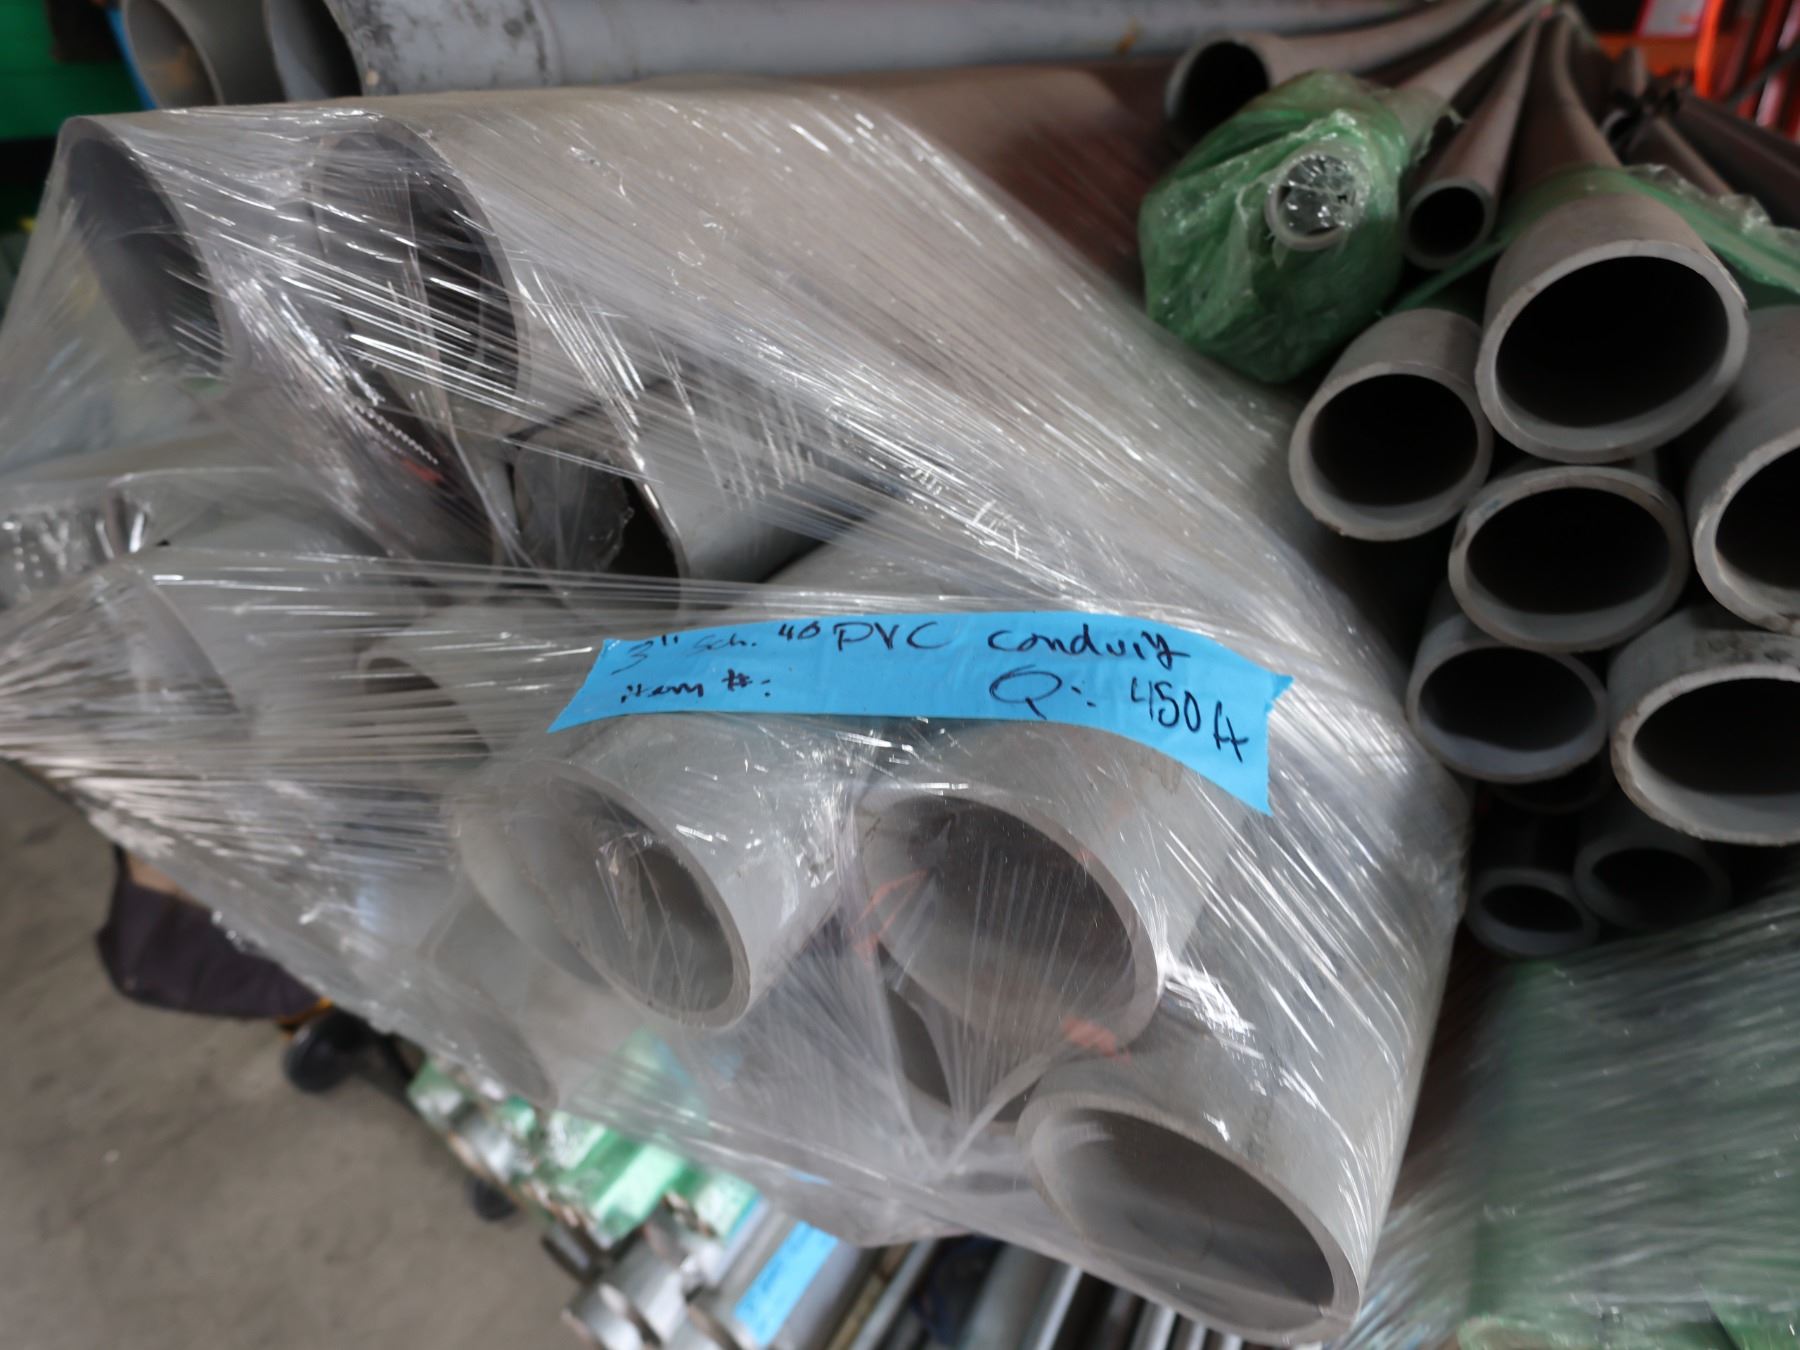 3" Sch. 40 PVC conduit
item #: Q: 450 ft